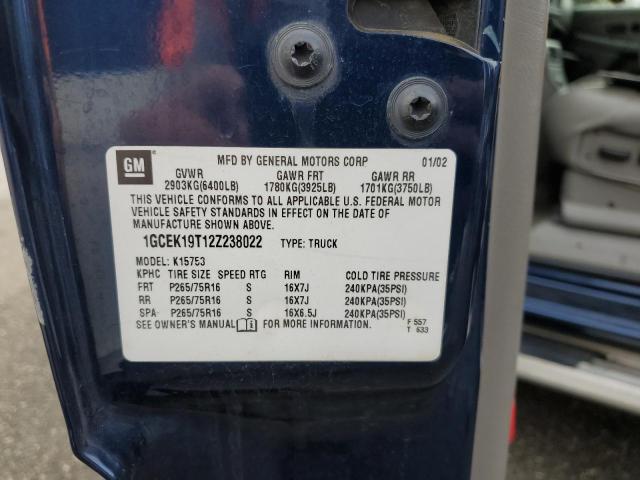 GM
MFD BY GENERAL MOTORS CORP 01/02
GVWR GAWR FRT GAWR RR
2903KG(6400LB) 1780KG(3925LB) 1701KG(3750LB)
THIS VEHICLE CONFORMS TO ALL APPLICABLE U.S. FEDERAL MOTOR
VEHICLE SAFETY STANDARDS IN EFFECT ON THE DATE OF
MANUFACTURE SHOWN ABOVE.
1GCEK19T12Z238022 TYPE: TRUCK
MODEL: K15753
KPHC TIRE SIZE SPEED RTG RIM COLD TIRE PRESSURE
FRT P265/75R16 S 16X7J 240KPA(35PSI)
RR P265/75R16 S 16X7J 240KPA(35PSI)
SPA P265/75R16 S 16X6.5J 240KPA(35PSI)
SEE OWNER'S MANUAL FOR MORE INFORMATION. F 557
T 633